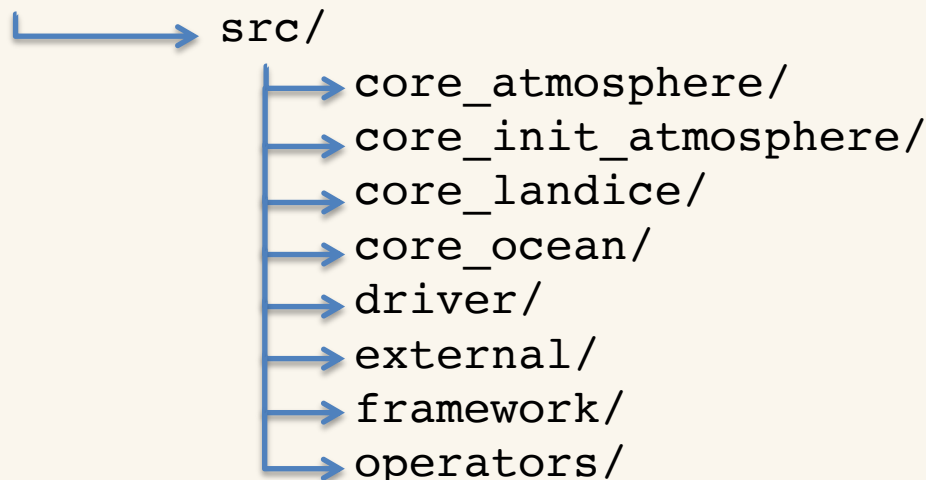 src/
core_atmosphere/
core_init_atmosphere/
core_landice/
core_ocean/
driver/
external/
framework/
operators/